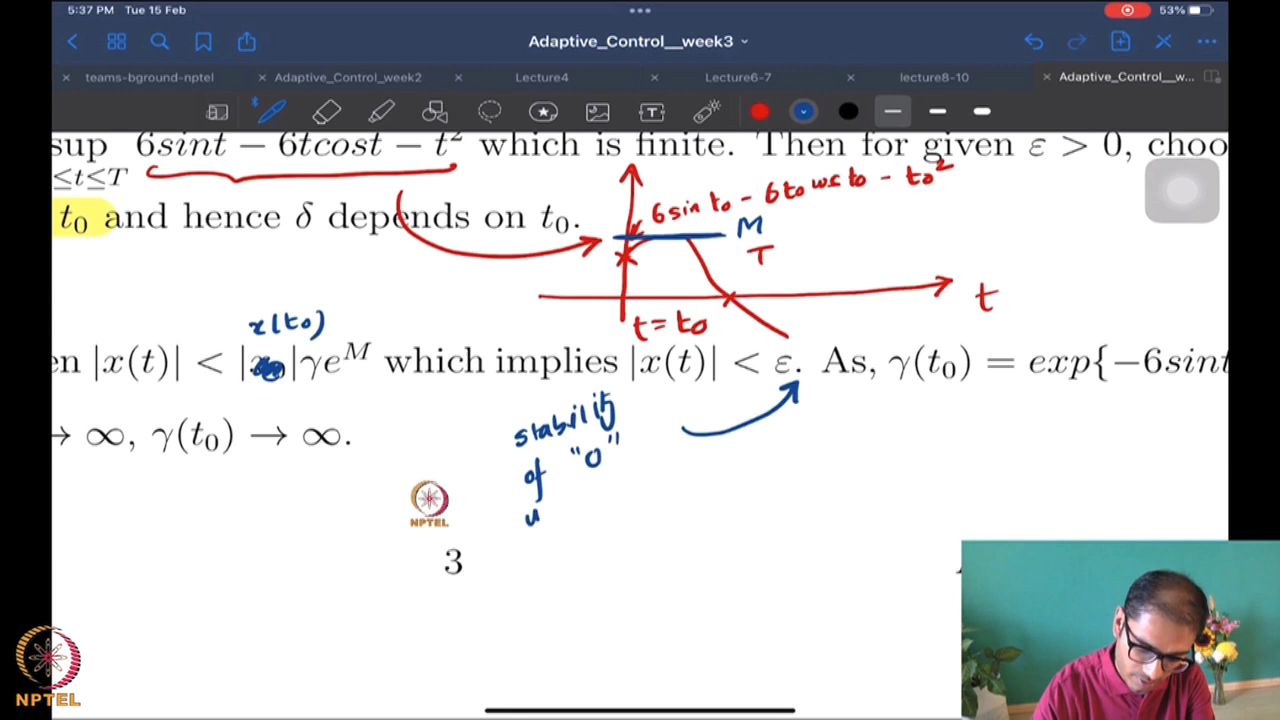 5:37 PM Tue 15 Feb
53%
Adaptive_Control__week3
teams-bground-nptel
Adaptive_Control_week2
Lecture4
Lecture6-7
lecture8-10
Adaptive_Control__w...
sup 6sint − 6tcost − t² which is finite. Then for given ε > 0, choo
≤t≤T
6 sin t₀ − 6t₀ cos t₀ − t₀²
t₀ and hence δ depends on t₀.
M
T
t
t = t₀
x(t₀)
en |x(t)| < | |γe^M which implies |x(t)| < ε. As, γ(t₀) = exp{−6sint
stability
→ ∞, γ(t₀) → ∞.
of "0"
NPTEL
3
NPTEL